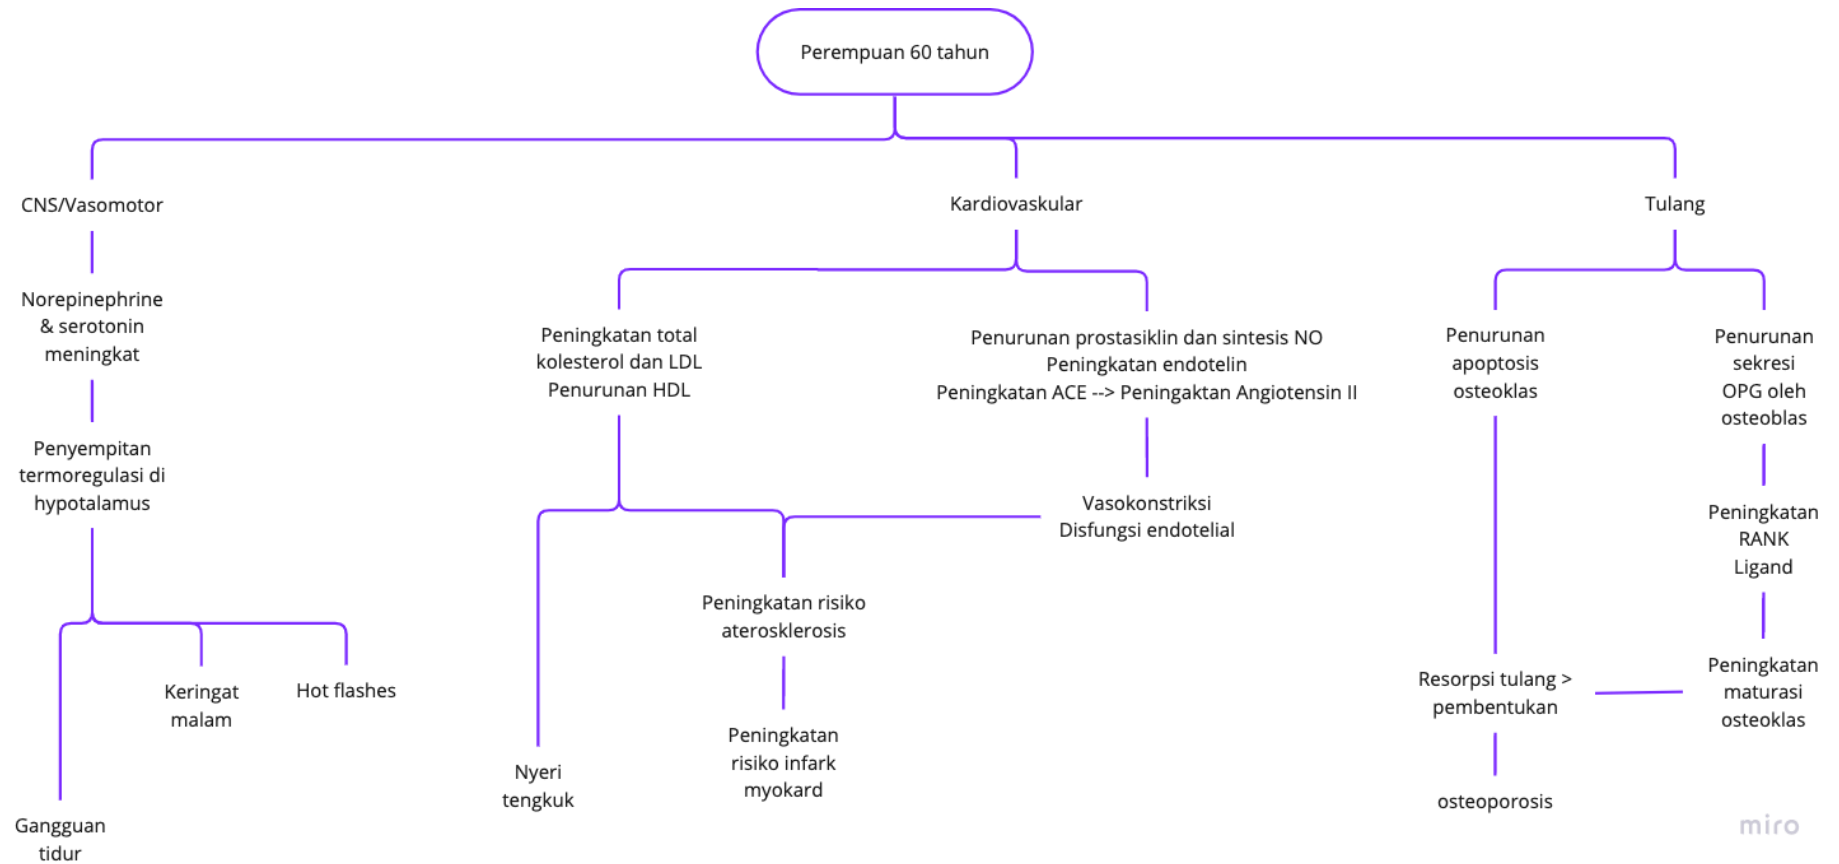 Perempuan 60 tahun
CNS/Vasomotor
Norepinephrine
& serotonin
meningkat
Penyempitan
termoregulasi di
hypotalamus
Gangguan
tidur
Keringat
malam
Hot flashes
Kardiovaskular
Peningkatan total
kolesterol dan LDL
Penurunan HDL
Nyeri
tengkuk
Penurunan prostasiklin dan sintesis NO
Peningkatan endotelin
Peningkatan ACE --> Peningaktan Angiotensin II
Vasokonstriksi
Disfungsi endotelial
Peningkatan risiko
aterosklerosis
Peningkatan
risiko infark
myokard
Tulang
Penurunan
apoptosis
osteoklas
Penurunan
sekresi
OPG oleh
osteoblas
Peningkatan
RANK
Ligand
Peningkatan
maturasi
osteoklas
Resorpsi tulang >
pembentukan
osteoporosis
miro